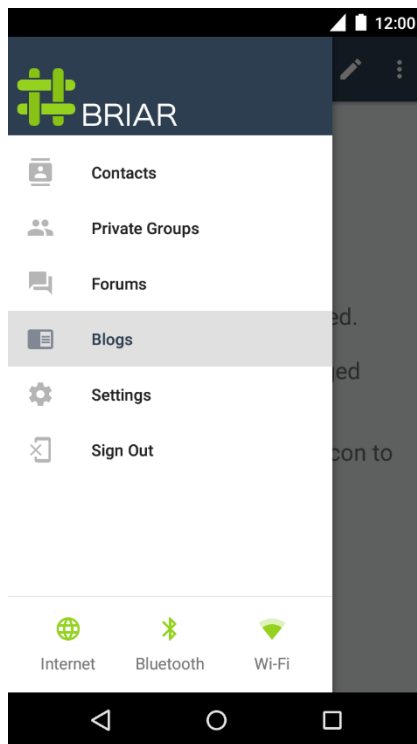 12:00
BRIAR
Contacts
Private Groups
Forums
ed.
Blogs
ged
Settings
Sign Out
con to
Internet Bluetooth Wi-Fi